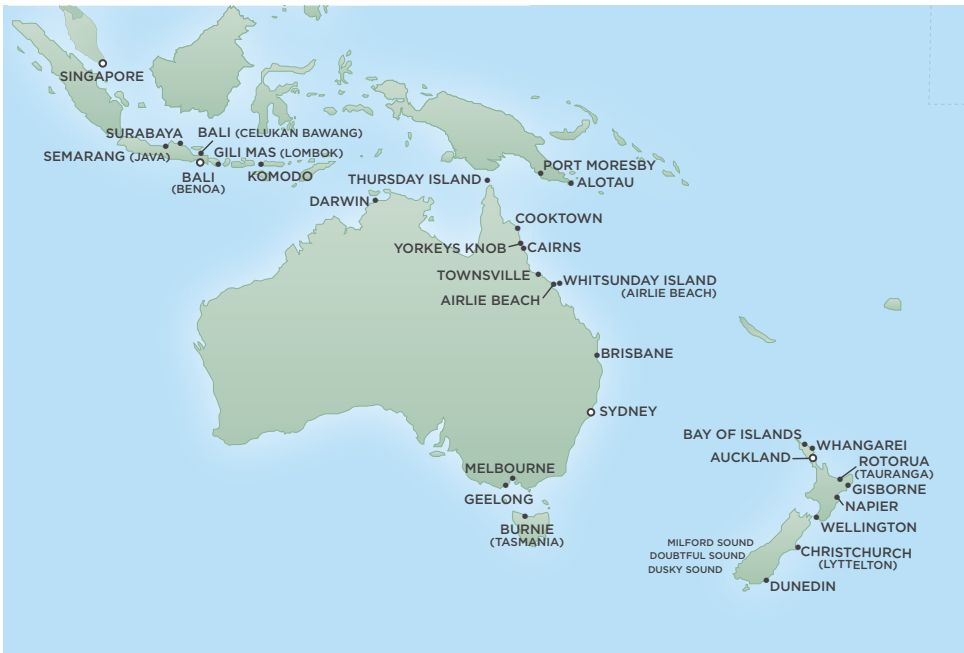 SINGAPORE
SURABAYA
BALI (CELUKAN BAWANG)
SEMARANG (JAVA)
GILI MAS (LOMBOK)
BALI
(BENOA)
KOMODO
PORT MORESBY
THURSDAY ISLAND
ALOTAU
DARWIN
COOKTOWN
YORKEYS KNOB
CAIRNS
TOWNSVILLE
WHITSUNDAY ISLAND
(AIRLIE BEACH)
AIRLIE BEACH
BRISBANE
SYDNEY
BAY OF ISLANDS
WHANGAREI
AUCKLAND
ROTORUA
(TAURANGA)
MELBOURNE
GISBORNE
GEELONG
NAPIER
BURNIE
(TASMANIA)
WELLINGTON
MILFORD SOUND
DOUBTFUL SOUND
DUSKY SOUND
CHRISTCHURCH
(LYTTELTON)
DUNEDIN